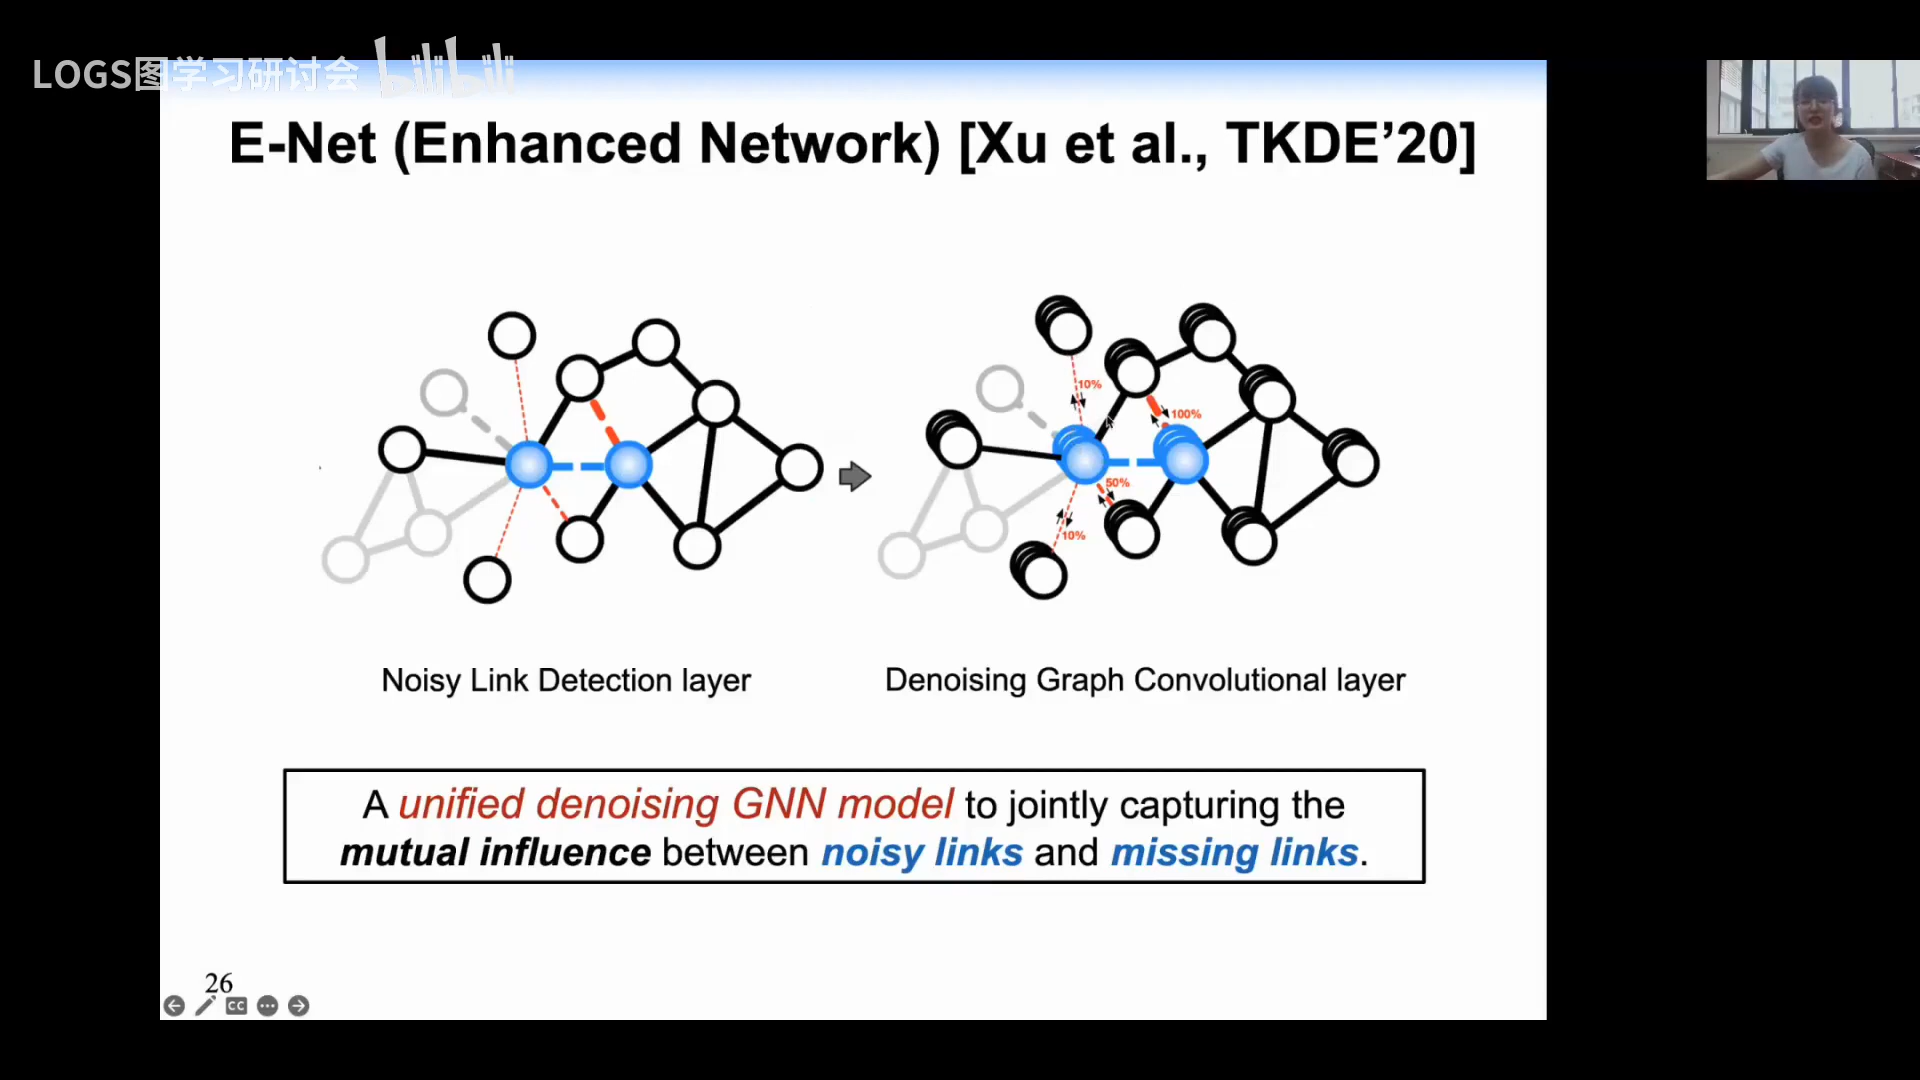 LOGS图学习研讨会 bilibili
E-Net (Enhanced Network) [Xu et al., TKDE’20]
10%
100%
50%
10%
Noisy Link Detection layer
Denoising Graph Convolutional layer
A unified denoising GNN model to jointly capturing the
mutual influence between noisy links and missing links.
26
CC